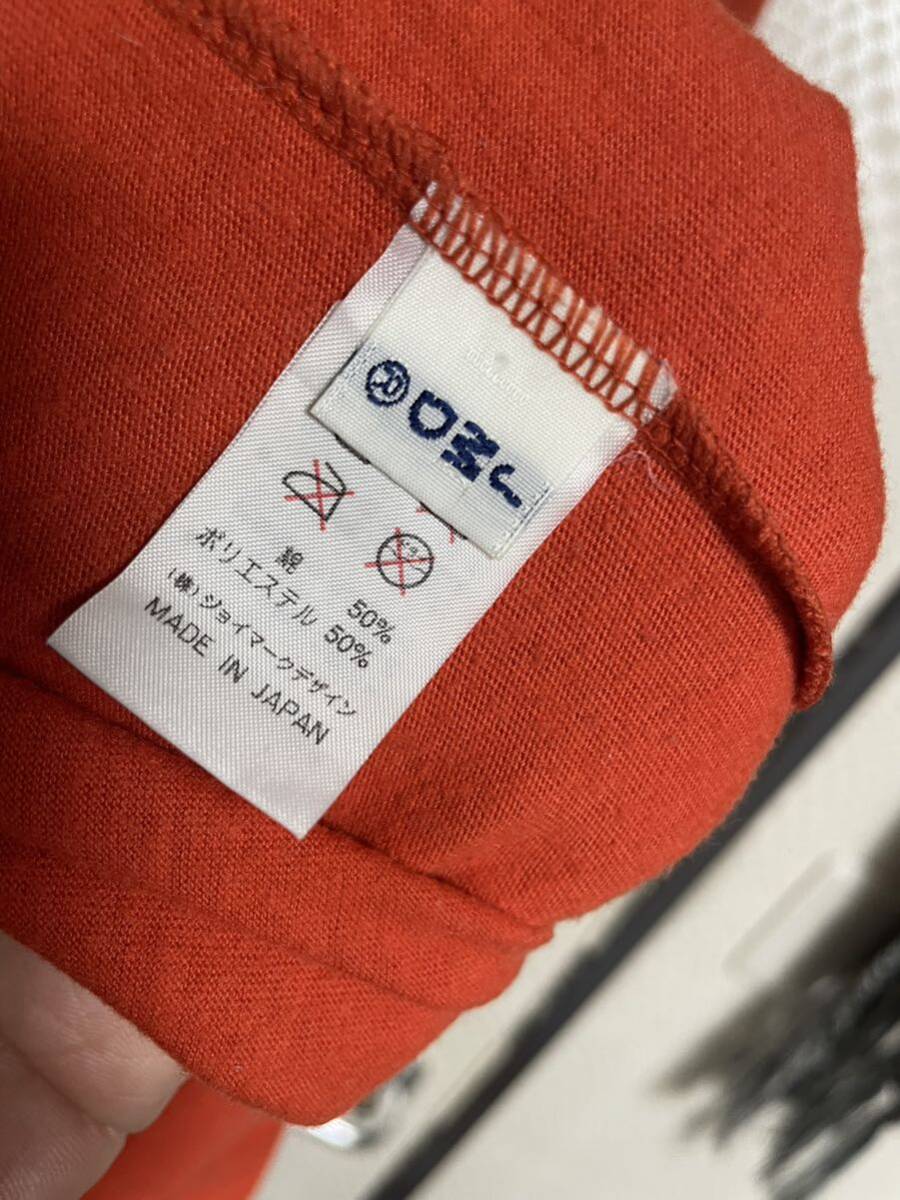 JMD®
綿 50%
ポリエステル 50%
(株)ジョイマークデザイン
MADE IN JAPAN